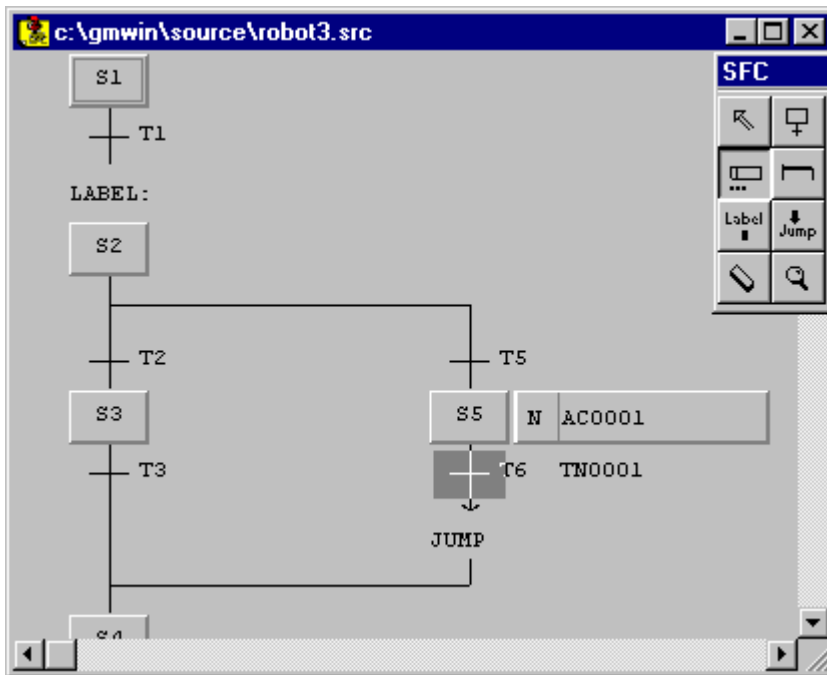 c:\gmwin\source\robot3.src
SFC
S1
T1
LABEL:
Label
Jump
S2
T2
T5
S3
S5 N AC0001
T3
T6 TN0001
JUMP
S4